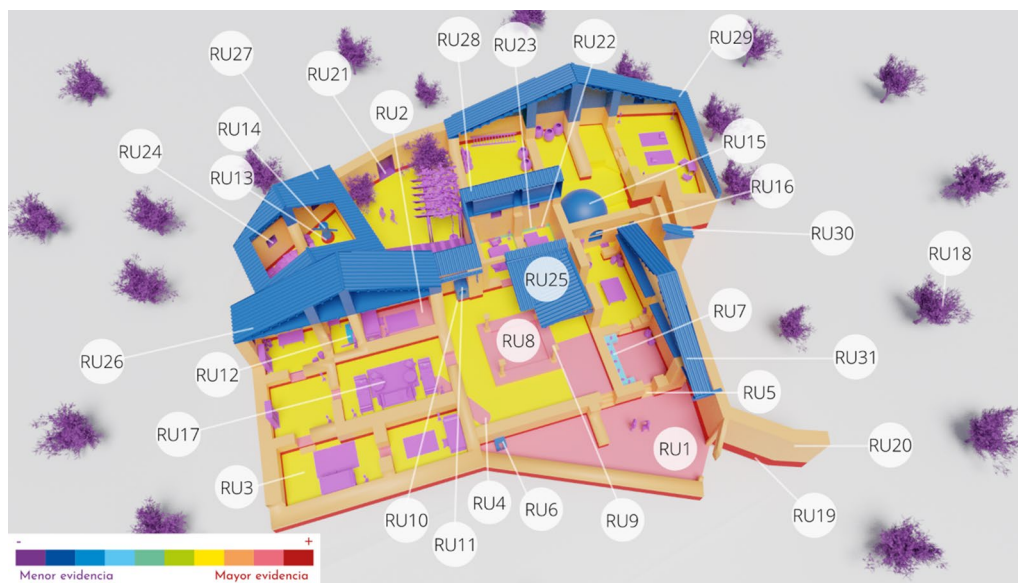 RU28
RU23
RU22
RU29
RU27
RU21
RU2
RU14
RU24
RU13
RU15
RU16
RU30
RU18
RU25
RU7
RU8
RU26
RU12
RU31
RU5
RU17
RU1
RU20
RU3
RU10
RU4
RU6
RU9
RU19
RU11
- +
Menor evidencia Mayor evidencia